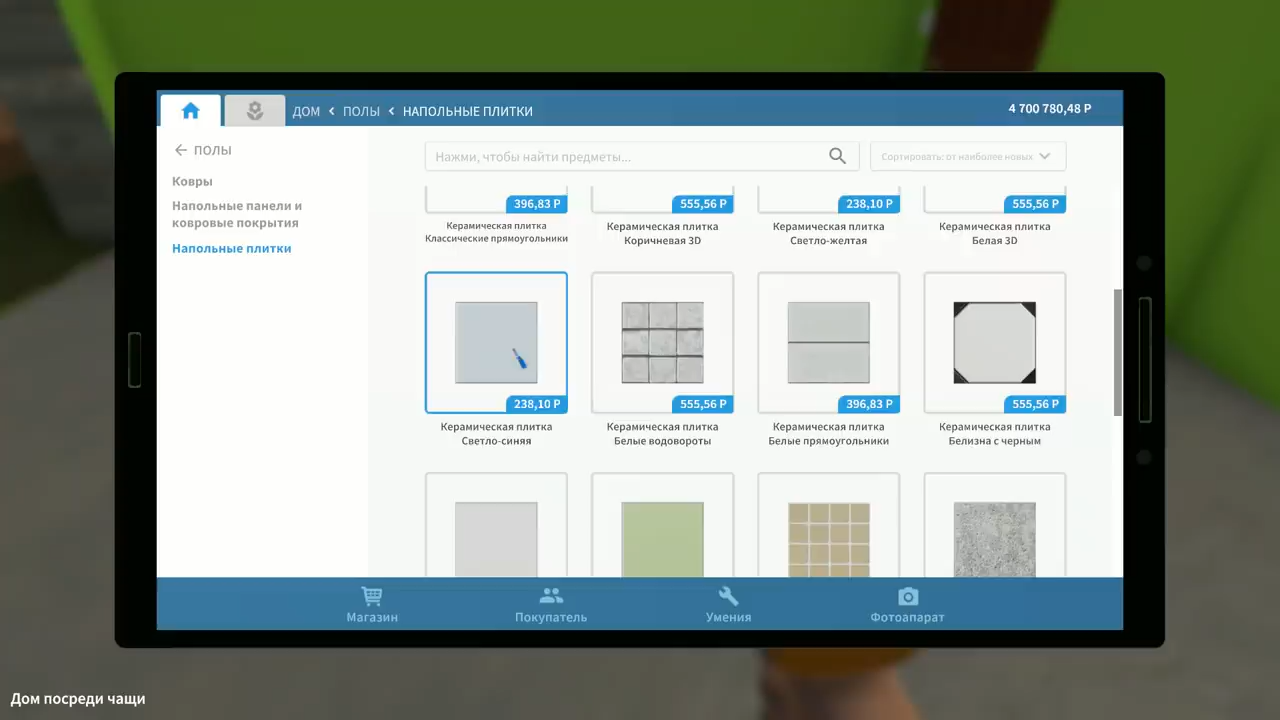 ДОМ
ПОЛЫ
НАПОЛЬНЫЕ ПЛИТКИ
4 700 780,48 Р
ПОЛЫ
Ковры
Напольные панели и
ковровые покрытия
Напольные плитки
Нажми, чтобы найти предметы...
Сортировать: от наиболее новых
396,83 Р
555,56 Р
238,10 Р
555,56 Р
Керамическая плитка
Классические прямоугольники
Керамическая плитка
Коричневая 3D
Керамическая плитка
Светло-желтая
Керамическая плитка
Белая 3D
238,10 Р
555,56 Р
396,83 Р
555,56 Р
Керамическая плитка
Светло-синяя
Керамическая плитка
Белые водовороты
Керамическая плитка
Белые прямоугольники
Керамическая плитка
Белизна с черным
Магазин
Покупатель
Умения
Фотоаппарат
Дом посреди чащи